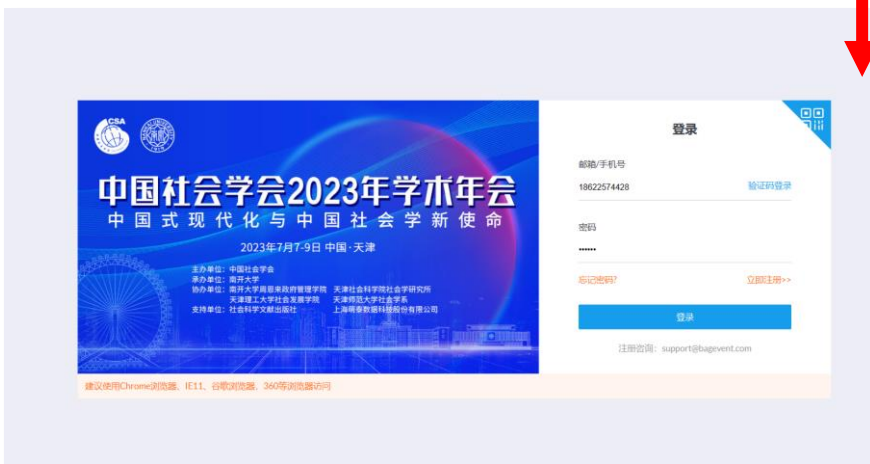 CSA
中国社会学会2023年学术年会
中国式现代化与中国社会学新使命
2023年7月7-9日 中国·天津
主办单位：中国社会学会
承办单位：南开大学
协办单位：南开大学周恩来政府管理学院 天津社会科学院社会学研究所
天津理工大学社会发展学院 天津师范大学社会学系
支持单位：社会科学文献出版社 上海萌泰数据科技股份有限公司
建议使用Chrome浏览器、IE11、谷歌浏览器、360等浏览器访问
登录
邮箱/手机号
18622574428 验证码登录
密码
••••••
忘记密码? 立即注册>>
登录
注册咨询：support@bagevent.com